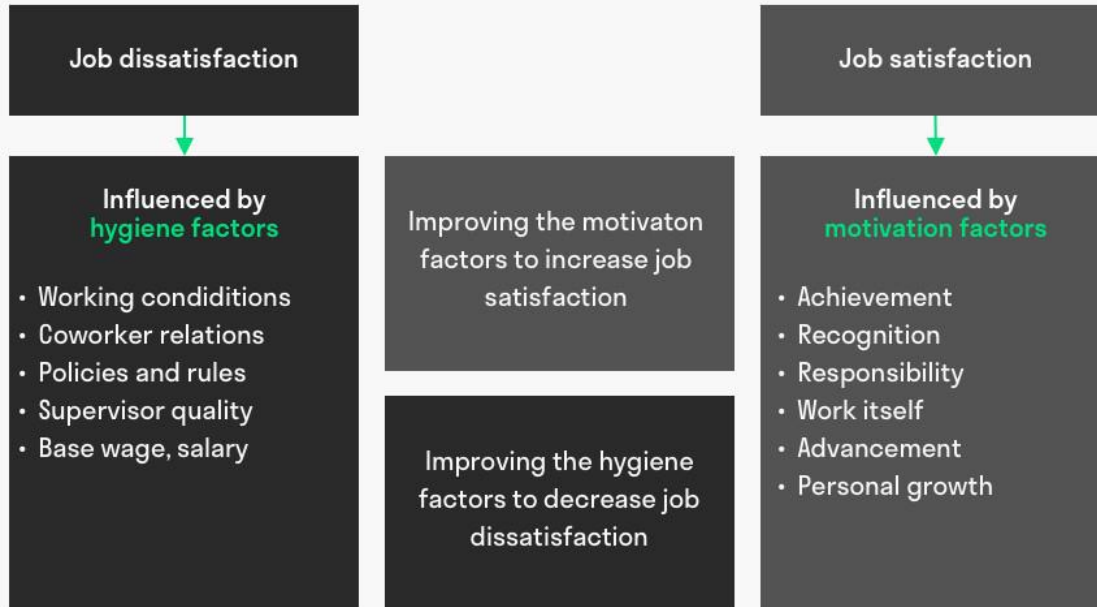 Job dissatisfaction
Influenced by
hygiene factors
• Working condiditions
• Coworker relations
• Policies and rules
• Supervisor quality
• Base wage, salary
Improving the motivaton
factors to increase job
satisfaction
Improving the hygiene
factors to decrease job
dissatisfaction
Job satisfaction
Influenced by
motivation factors
• Achievement
• Recognition
• Responsibility
• Work itself
• Advancement
• Personal growth